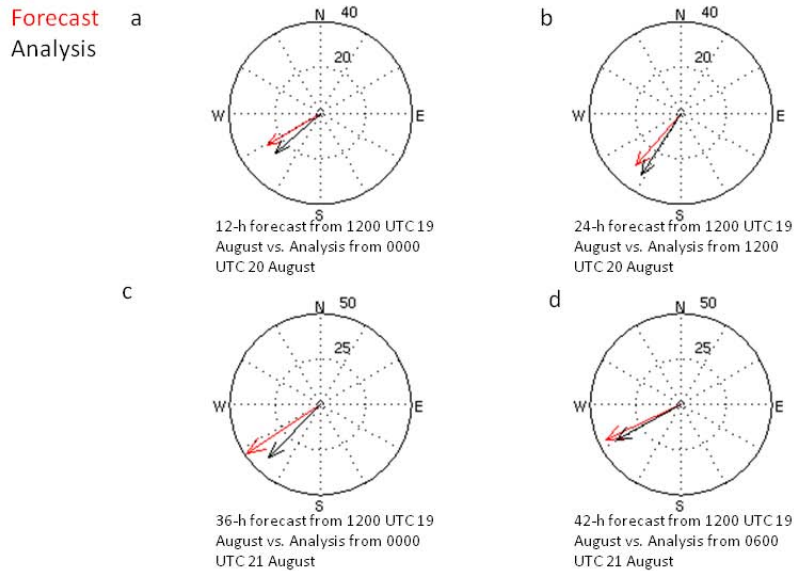 Forecast
Analysis
a
N
40
20
W
E
S
12-h forecast from 1200 UTC 19
August vs. Analysis from 0000
UTC 20 August
b
N
40
20
W
E
S
24-h forecast from 1200 UTC 19
August vs. Analysis from 1200
UTC 20 August
c
N
50
25
W
E
S
36-h forecast from 1200 UTC 19
August vs. Analysis from 0000
UTC 21 August
d
N
50
25
W
E
S
42-h forecast from 1200 UTC 19
August vs. Analysis from 0600
UTC 21 August